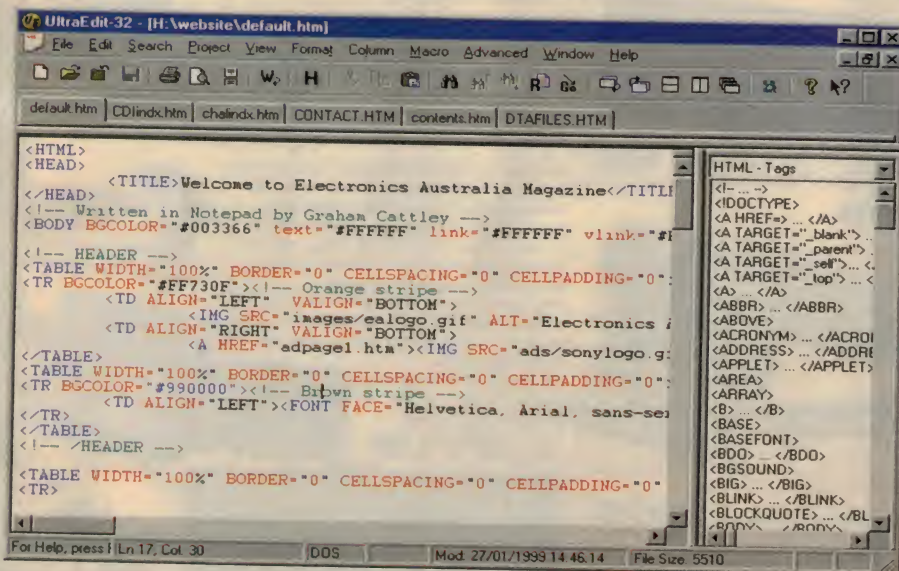 UltraEdit-32 - [H:\website\default.htm]
File Edit Search Project View Format Column Macro Advanced Window Help
default.htm CDIindx.htm chalindx.htm CONTACT.HTM contents.htm DTAFILES.HTM
<HTML>
<HEAD>
<TITLE>Welcome to Electronics Australia Magazine</TITL
</HEAD>
<!-- Written in Notepad by Graham Cattley -->
<BODY BGCOLOR="#003366" text="#FFFFFF" link="#FFFFFF" vlink="#
<!-- HEADER -->
<TABLE WIDTH="100%" BORDER="0" CELLSPACING="0" CELLPADDING="0"
<TR BGCOLOR="#FF730F"><!-- Orange stripe -->
<TD ALIGN="LEFT" VALIGN="BOTTOM">
<IMG SRC="images/ealogo.gif" ALT="Electronics
<TD ALIGN="RIGHT" VALIGN="BOTTOM">
<A HREF="adpage1.htm"><IMG SRC="ads/sonylogo.g
</TABLE>
<TABLE WIDTH="100%" BORDER="0" CELLSPACING="0" CELLPADDING="0"
<TR BGCOLOR="#990000"><!-- Brown stripe -->
<TD ALIGN="LEFT"><FONT FACE="Helvetica, Arial, sans-se
</TR>
</TABLE>
<!-- /HEADER -->
<TABLE WIDTH="100%" BORDER="0" CELLSPACING="0" CELLPADDING="0"
<TR>
HTML - Tags
<!-- ... -->
<!DOCTYPE>
<A HREF=> ... </A>
<A TARGET="_blank"> ..
<A TARGET="_parent"> .
<A TARGET="_self">... <.
<A TARGET="_top"> ... <
<A> ... </A>
<ABBR> ... </ABBR>
<ABOVE>
<ACRONYM> ... </ACRO
<ADDRESS> ... </ADDRE
<APPLET> ... </APPLET>
<AREA>
<ARRAY>
<B> ... </B>
<BASE>
<BASEFONT>
<BDO> ... </BDO>
<BGSOUND>
<BIG> ... </BIG>
<BLINK> ... </BLINK>
<BLOCKQUOTE> ... </BL
<BODY> ... </BODY>
For Help, press Ln 17, Col. 30 DOS Mod: 27/01/1999 14:46:14 File Size: 5510